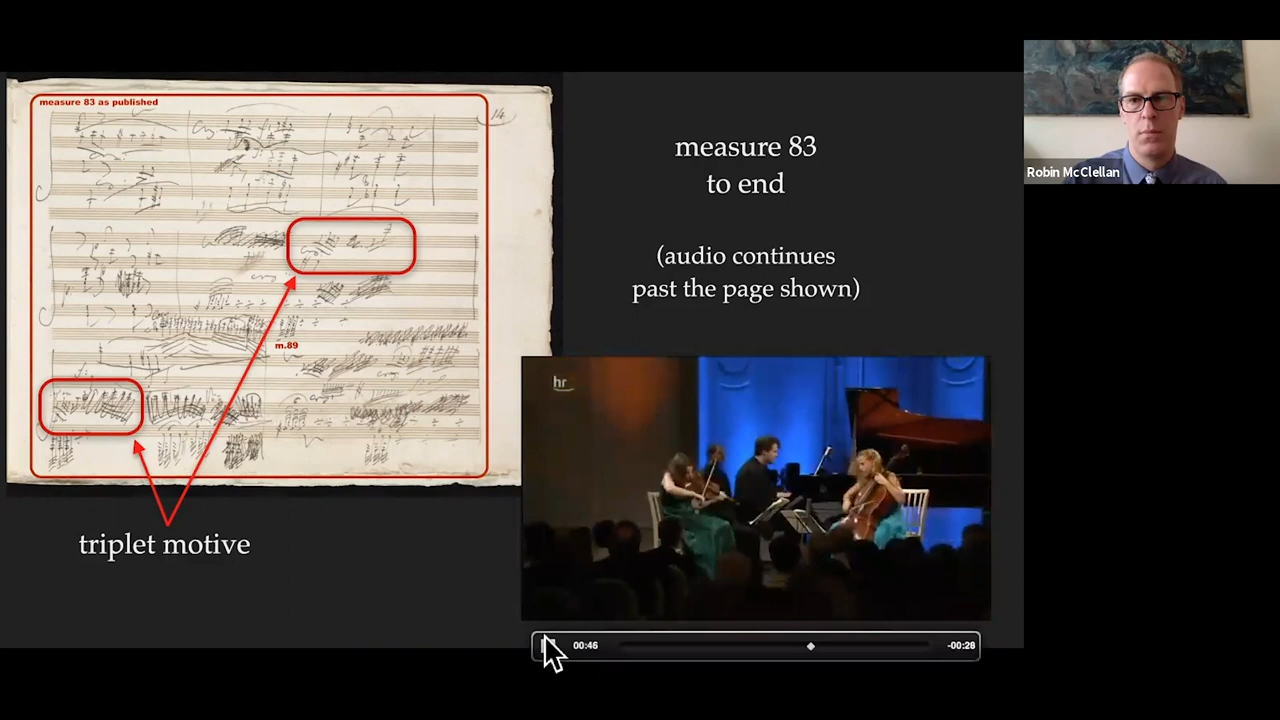 measure 83 as published
14
measure 83
to end
(audio continues
past the page shown)
m.89
triplet motive
hr
00:46
-00:28
Robin McClellan